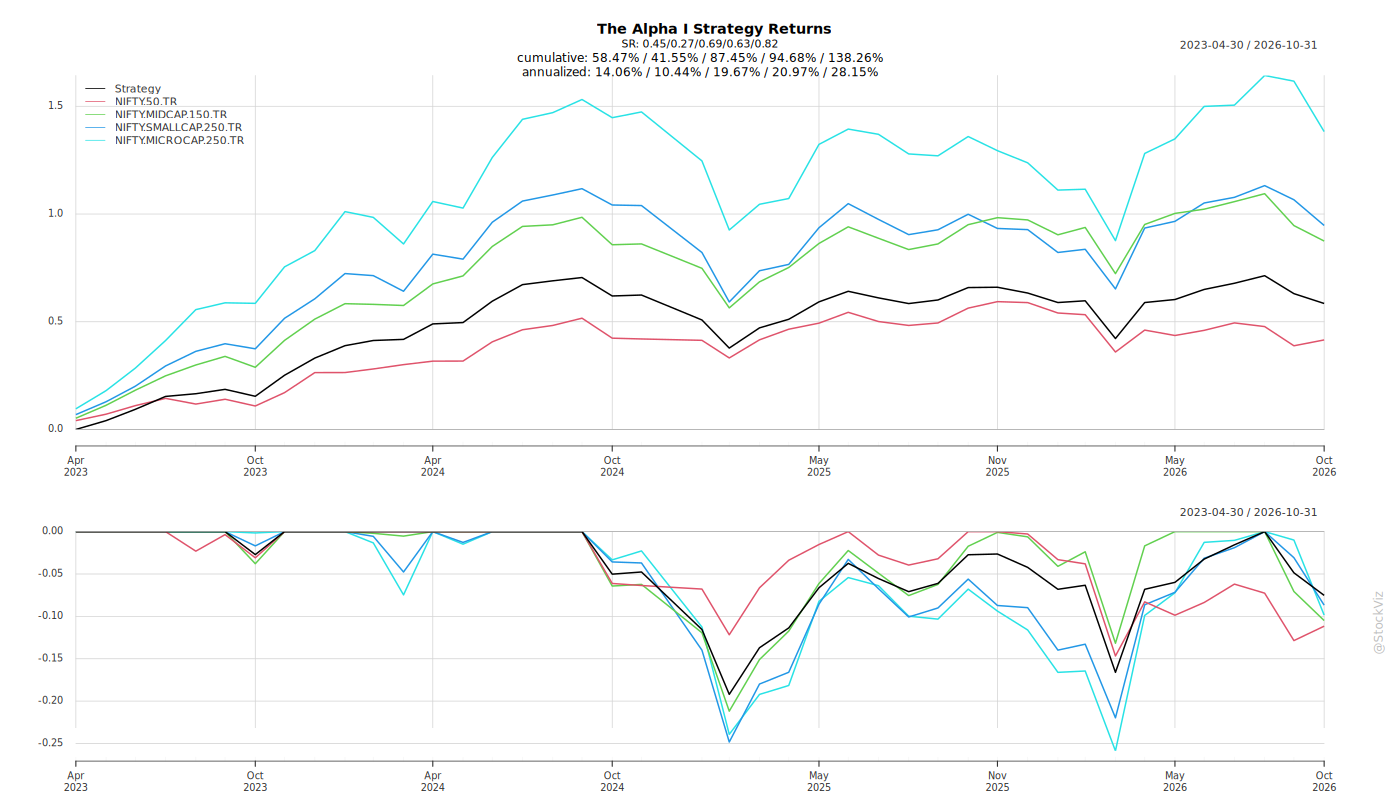 The Alpha I Strategy Returns
SR: 0.45/0.27/0.69/0.63/0.82
cumulative: 58.47% / 41.55% / 87.45% / 94.68% / 138.26%
annualized: 14.06% / 10.44% / 19.67% / 20.97% / 28.15%
2023-04-30 / 2026-10-31
Strategy
NIFTY.50.TR
NIFTY.MIDCAP.150.TR
NIFTY.SMALLCAP.250.TR
NIFTY.MICROCAP.250.TR
1.5
1.0
0.5
0.0
Apr 2023
Oct 2023
Apr 2024
Oct 2024
May 2025
Nov 2025
May 2026
Oct 2026
2023-04-30 / 2026-10-31
0.00
-0.05
-0.10
-0.15
-0.20
-0.25
Apr 2023
Oct 2023
Apr 2024
Oct 2024
May 2025
Nov 2025
May 2026
Oct 2026
@StockViz